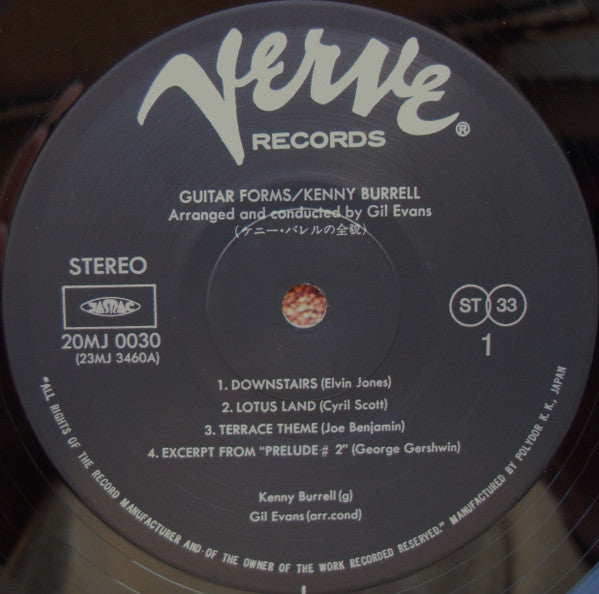 Verve®
RECORDS
GUITAR FORMS/KENNY BURRELL
Arranged and conducted by Gil Evans
(ケニー・バレルの全貌)
STEREO
JASRAC
20MJ 0030
(23MJ 3460A)
ST 33
1
1. DOWNSTAIRS (Elvin Jones)
2. LOTUS LAND (Cyril Scott)
3. TERRACE THEME (Joe Benjamin)
4. EXCERPT FROM "PRELUDE # 2" (George Gershwin)
Kenny Burrell (g)
Gil Evans (arr.cond)
"ALL RIGHTS OF THE RECORD MANUFACTURER AND OF THE OWNER OF THE WORK RECORDED RESERVED." MANUFACTURED BY POLYDOR K. K., JAPAN